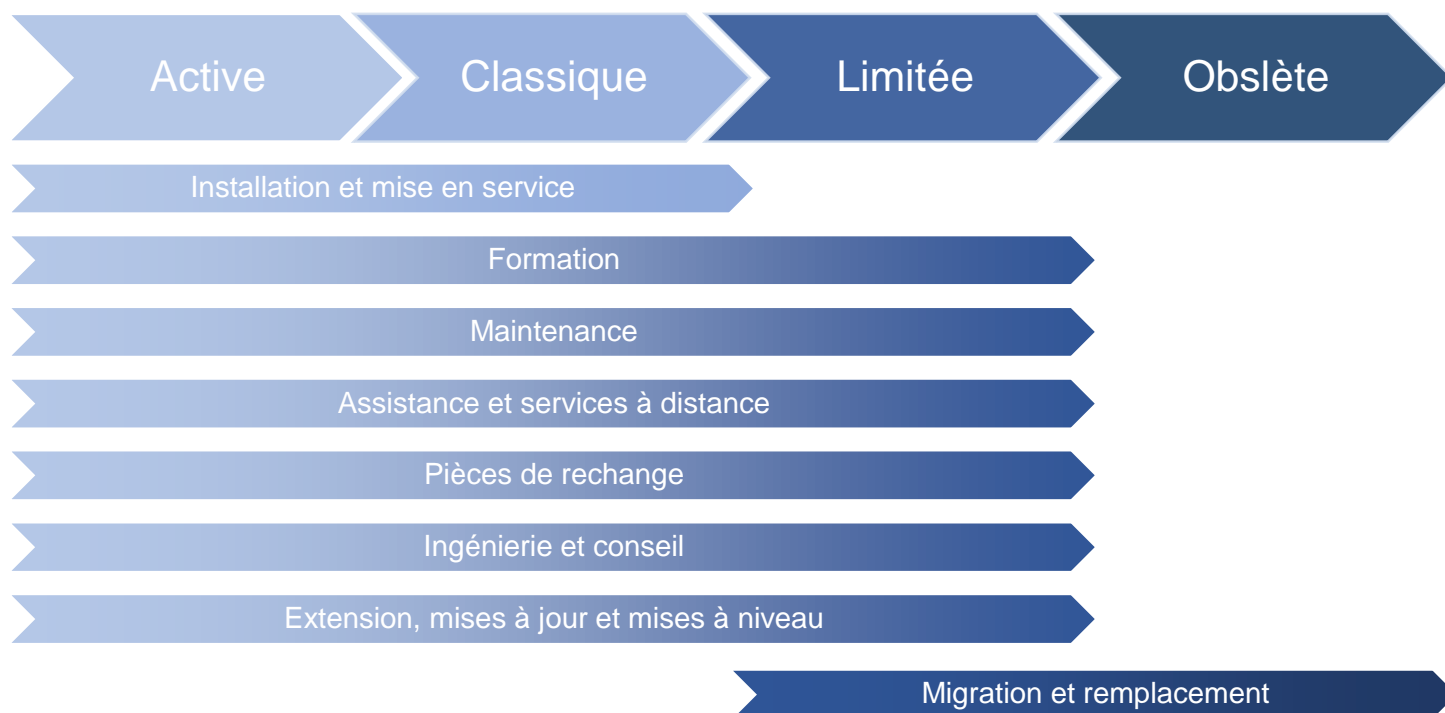 Active
Classique
Limitée
Obslète
Installation et mise en service
Formation
Maintenance
Assistance et services à distance
Pièces de rechange
Ingénierie et conseil
Extension, mises à jour et mises à niveau
Migration et remplacement